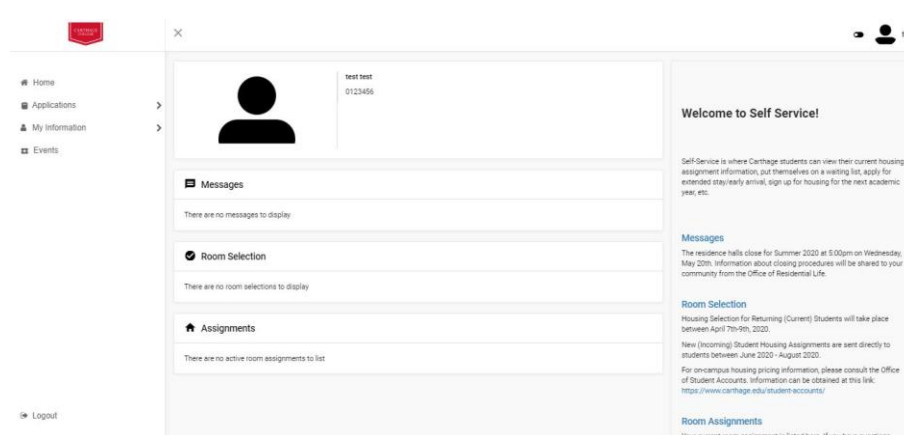 CARTHAGE
COLLEGE
Home
Applications
My Information
Events
Logout
test test
0123456
Messages
There are no messages to display
Room Selection
There are no room selections to display
Assignments
There are no active room assignments to list
Welcome to Self Service!
Self-Service is where Carthage students can view their current housing
assignment information, put themselves on a waiting list, apply for
extended stay/early arrival, sign up for housing for the next academic
year, etc.
Messages
The residence halls close for Summer 2020 at 5:00pm on Wednesday,
May 20th. Information about closing procedures will be shared to your
community from the Office of Residential Life.
Room Selection
Housing Selection for Returning (Current) Students will take place
between April 7th-9th, 2020.
New (Incoming) Student Housing Assignments are sent directly to
students between June 2020 - August 2020.
For on-campus housing pricing information, please consult the Office
of Student Accounts. Information can be obtained at this link:
https://www.carthage.edu/student-accounts/
Room Assignments